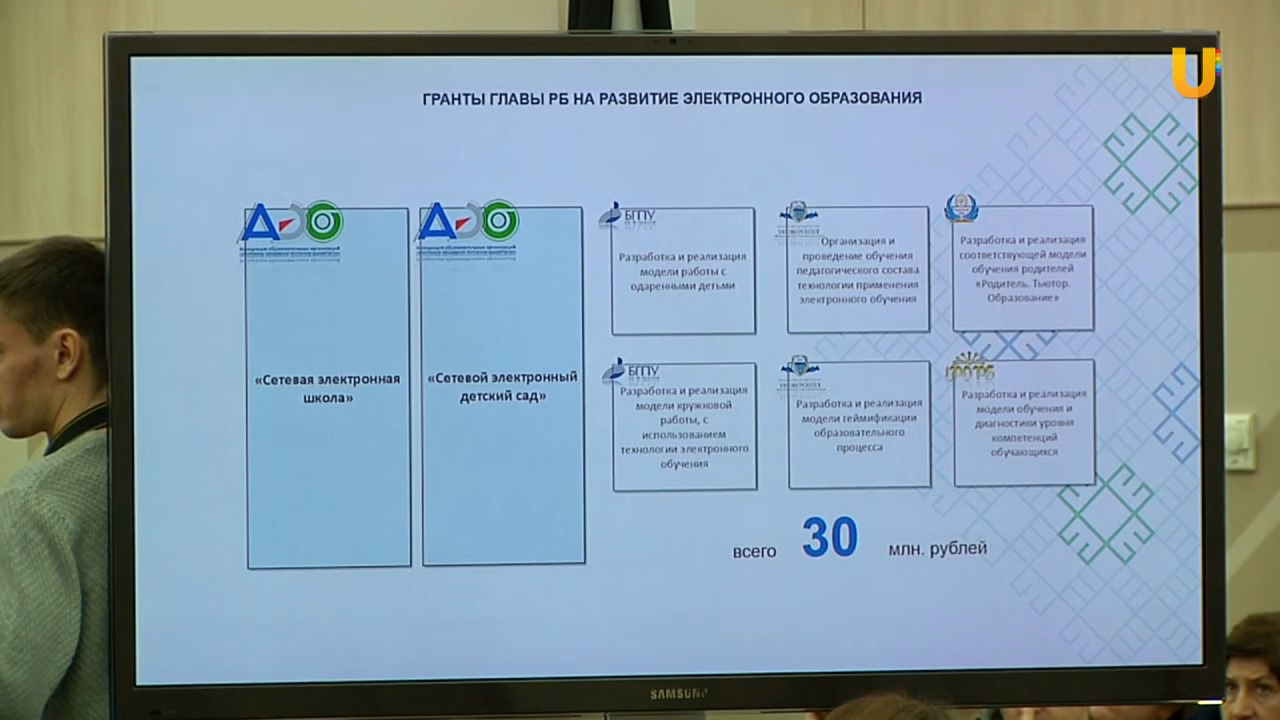 U
ГРАНТЫ ГЛАВЫ РБ НА РАЗВИТИЕ ЭЛЕКТРОННОГО ОБРАЗОВАНИЯ
«Сетевая электронная
школа»
«Сетевой электронный
детский сад»
БГПУ
Разработка и реализация
модели работы с
одаренными детьми
Организация и
проведение обучения
педагогического состава
технологии применения
электронного обучения
Разработка и реализация
соответствующей модели
обучения родителей
«Родитель. Тьютор.
Образование»
БГПУ
Разработка и реализация
модели кружковой
работы, с
использованием
технологии электронного
обучения
Разработка и реализация
модели геймификации
образовательного
процесса
Разработка и реализация
модели обучения и
диагностики уровня
компетенций
обучающихся
всего 30 млн. рублей
SAMSUNG